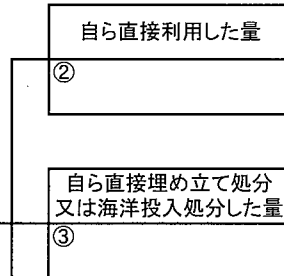 自ら直接利用した量
②
自ら直接埋め立て処分
又は海洋投入処分した量
③